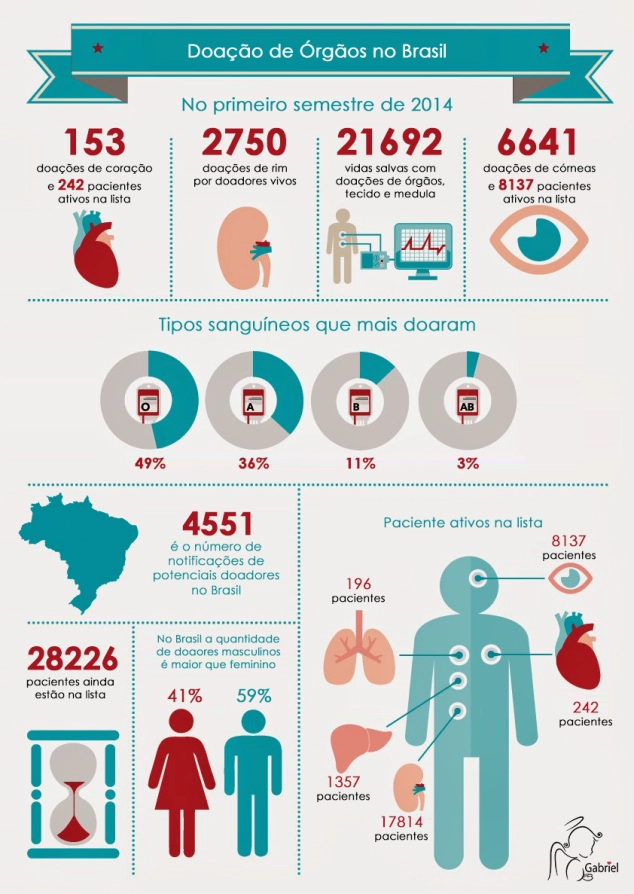 Doação de Órgãos no Brasil
No primeiro semestre de 2014
153
doações de coração
e 242 pacientes
ativos na lista
2750
doações de rim
por doadores vivos
21692
vidas salvas com
doações de órgãos,
tecido e medula
6641
doações de córneas
e 8137 pacientes
ativos na lista
Tipos sanguíneos que mais doaram
O
A
B
AB
49%
36%
11%
3%
4551
é o número de
notificações de
potenciais doadores
no Brasil
28226
pacientes ainda
estão na lista
No Brasil a quantidade
de doaores masculinos
é maior que feminino
41%
59%
Paciente ativos na lista
8137
pacientes
196
pacientes
242
pacientes
1357
pacientes
17814
pacientes
Gabriel